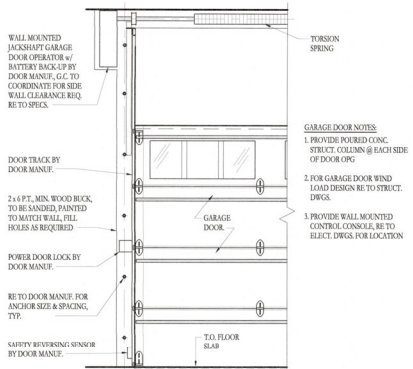 WALL MOUNTED
JACKSHAFT GARAGE
DOOR OPERATOR w/
BATTERY BACK-UP BY
DOOR MANUF., G.C. TO
COORDINATE FOR SIDE
WALL CLEARANCE REQ.
RE TO SPECS.
DOOR TRACK BY
DOOR MANUF.
2 x 6 P.T., MIN. WOOD BUCK,
TO BE SANDED, PAINTED
TO MATCH WALL, FILL
HOLES AS REQUIRED
POWER DOOR LOCK BY
DOOR MANUF.
RE TO DOOR MANUF. FOR
ANCHOR SIZE & SPACING,
TYP.
SAFETY REVERSING SENSOR
BY DOOR MANUF.
GARAGE
DOOR.
T.O. FLOOR
SLAB
TORSION
SPRING
GARAGE DOOR NOTES:
1. PROVIDE POURED CONC.
STRUCT. COLUMN @ EACH SIDE
OF DOOR OPG
2. FOR GARAGE DOOR WIND
LOAD DESIGN RE TO STRUCT.
DWGS.
3. PROVIDE WALL MOUNTED
CONTROL CONSOLE, RE TO
ELECT. DWGS. FOR LOCATION